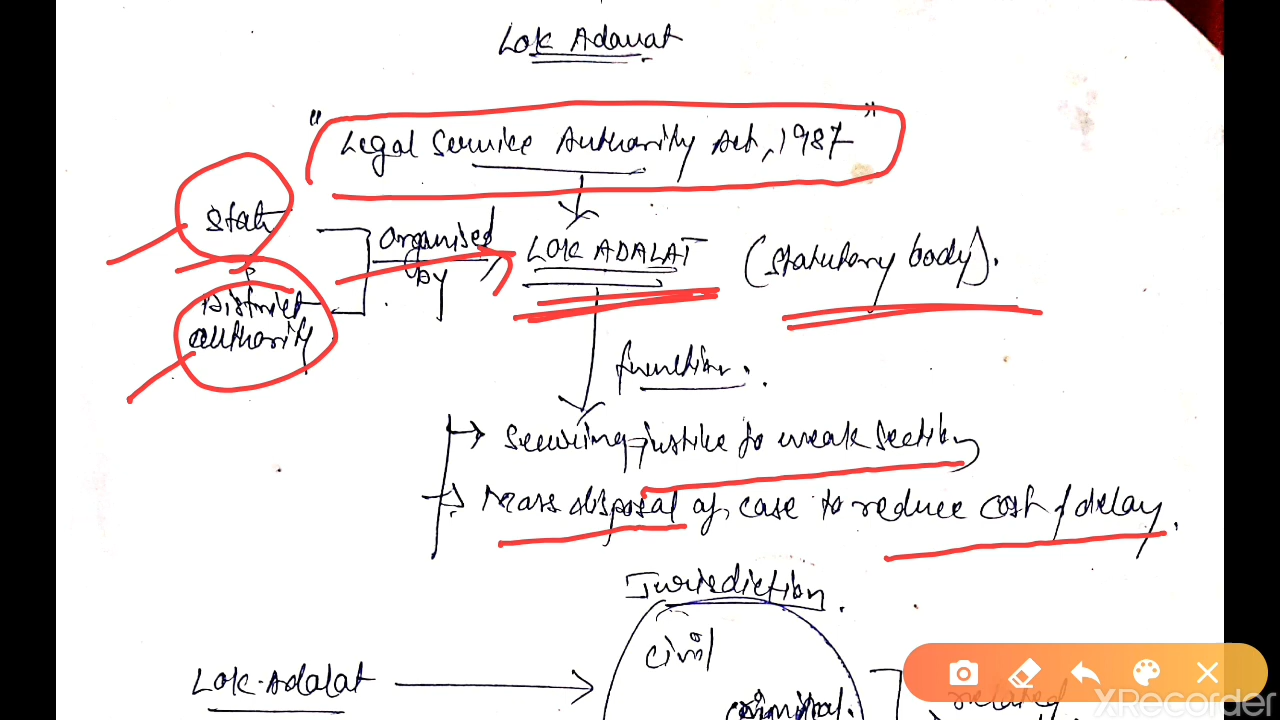 Lok Adalat
"Legal Service Authority Act, 1987"
State
Organised
by
LOK ADALAT (Statutory body).
&
District
authority
function.
→ Securing justice to weak section
→ Mass disposal of case to reduce cost & delay.
Jurisdiction.
civil
Lok-Adalat
criminal.
related
XRecorder